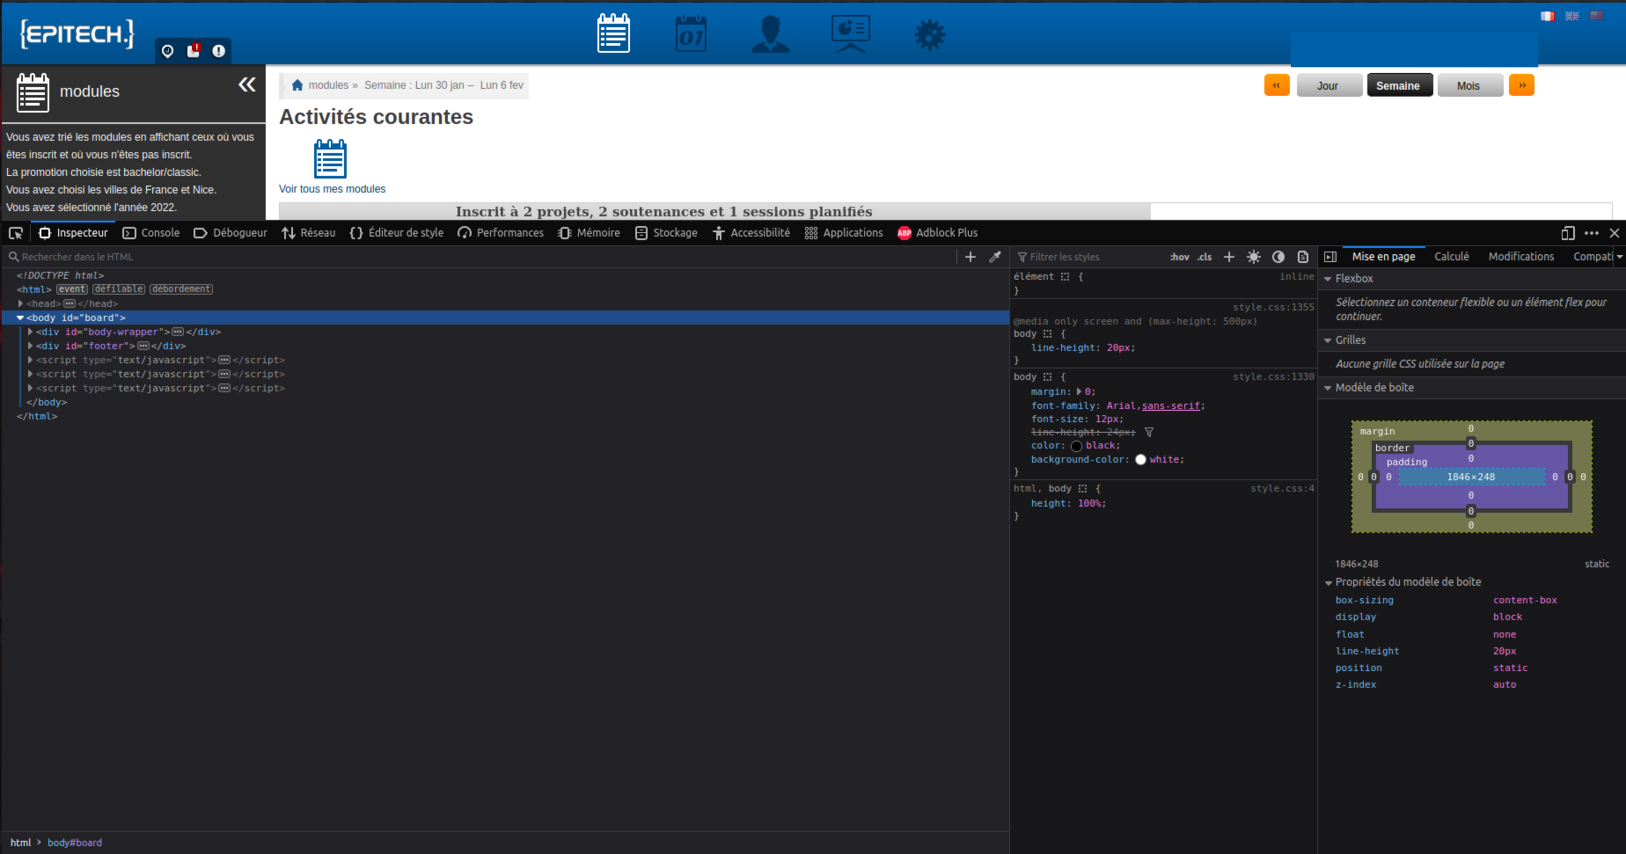 {EPITECH.}
01
modules
Vous avez trié les modules en affichant ceux où vous
êtes inscrit et où vous n'êtes pas inscrit.
La promotion choisie est bachelor/classic.
Vous avez choisi les villes de France et Nice.
Vous avez sélectionné l'année 2022.
modules » Semaine : Lun 30 jan – Lun 6 fev
« Jour Semaine Mois »
Activités courantes
Voir tous mes modules
Inscrit à 2 projets, 2 soutenances et 1 sessions planifiés
Inspecteur Console Débogueur Réseau {} Éditeur de style Performances Mémoire Stockage Accessibilité Applications ABP Adblock Plus
Rechercher dans le HTML
<!DOCTYPE html>
<html> event défilable débordement
<head></head>
<body id="board">
<div id="body-wrapper"></div>
<div id="footer"></div>
<script type="text/javascript"></script>
<script type="text/javascript"></script>
<script type="text/javascript"></script>
</body>
</html>
html > body#board
Filtrer les styles :hov .cls +
élément { inline
}
style.css:1355
@media only screen and (max-height: 500px)
body {
line-height: 20px;
}
body { style.css:1330
margin: 0;
font-family: Arial,sans-serif;
font-size: 12px;
line-height: 24px;
color: black;
background-color: white;
}
html, body { style.css:4
height: 100%;
}
Mise en page Calculé Modifications Compati
Flexbox
Sélectionnez un conteneur flexible ou un élément flex pour
continuer.
Grilles
Aucune grille CSS utilisée sur la page
Modèle de boîte
margin 0
0
border
padding 0
0 0 0 1846×248 0 0 0
0
0
0
1846×248 static
Propriétés du modèle de boîte
box-sizing content-box
display block
float none
line-height 20px
position static
z-index auto